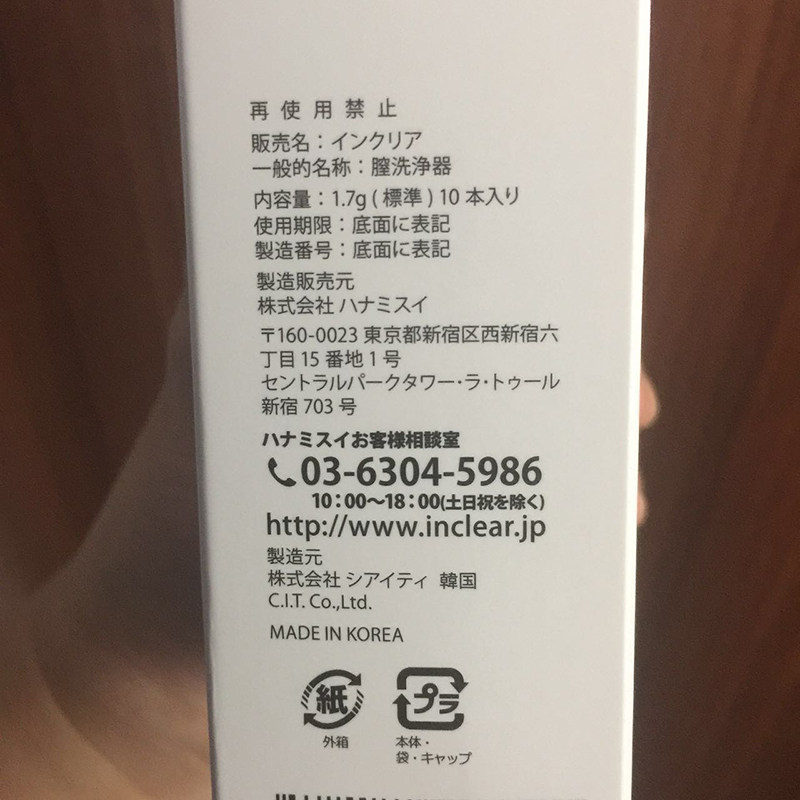 再使用禁止
販売名：インクリア
一般的名称：膣洗浄器
内容量：1.7g(標準)10本入り
使用期限：底面に表記
製造番号：底面に表記
製造販売元
株式会社 ハナミスイ
〒160-0023 東京都新宿区西新宿六
丁目15番地1号
セントラルパークタワー・ラ・トゥール
新宿703号
ハナミスイお客様相談室
03-6304-5986
10：00～18：00(土日祝を除く)
http://www.inclear.jp
製造元
株式会社 シアイティ 韓国
C.I.T. Co.,Ltd.
MADE IN KOREA
紙 プラ
外箱 本体・
袋・キャップ